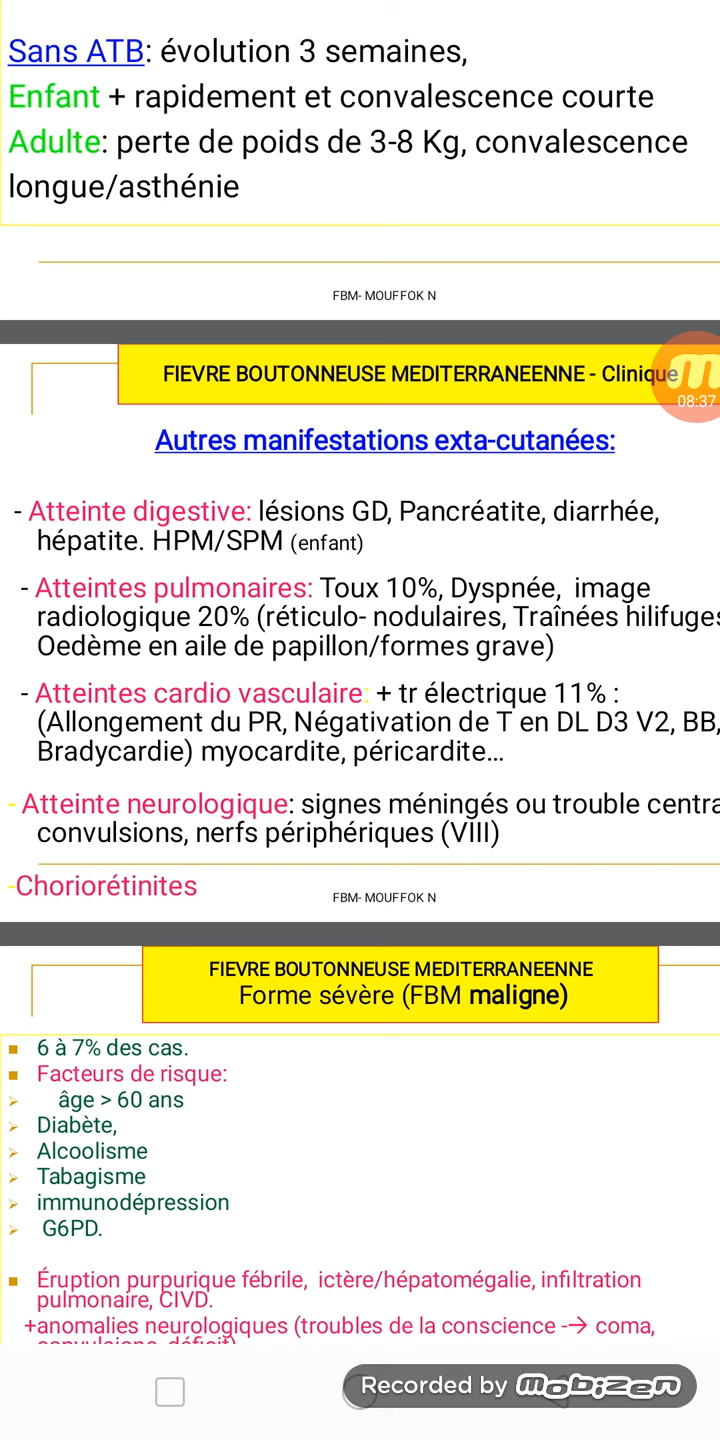 Sans ATB: évolution 3 semaines,
Enfant + rapidement et convalescence courte
Adulte: perte de poids de 3-8 Kg, convalescence
longue/asthénie
FBM- MOUFFOK N
FIEVRE BOUTONNEUSE MEDITERRANEENNE - Clinique
08:37
Autres manifestations exta-cutanées:
- Atteinte digestive: lésions GD, Pancréatite, diarrhée,
hépatite. HPM/SPM (enfant)
- Atteintes pulmonaires: Toux 10%, Dyspnée, image
radiologique 20% (réticulo- nodulaires, Traînées hilifuges
Oedème en aile de papillon/formes grave)
- Atteintes cardio vasculaire: + tr électrique 11% :
(Allongement du PR, Négativation de T en DL D3 V2, BB,
Bradycardie) myocardite, péricardite...
- Atteinte neurologique: signes méningés ou trouble centra
convulsions, nerfs périphériques (VIII)
-Choriorétinites
FBM- MOUFFOK N
FIEVRE BOUTONNEUSE MEDITERRANEENNE
Forme sévère (FBM maligne)
■ 6 à 7% des cas.
■ Facteurs de risque:
➢ âge > 60 ans
➢ Diabète,
➢ Alcoolisme
➢ Tabagisme
➢ immunodépression
➢ G6PD.
■ Éruption purpurique fébrile, ictère/hépatomégalie, infiltration
pulmonaire, CIVD.
+anomalies neurologiques (troubles de la conscience -→ coma,
Recorded by mobizen